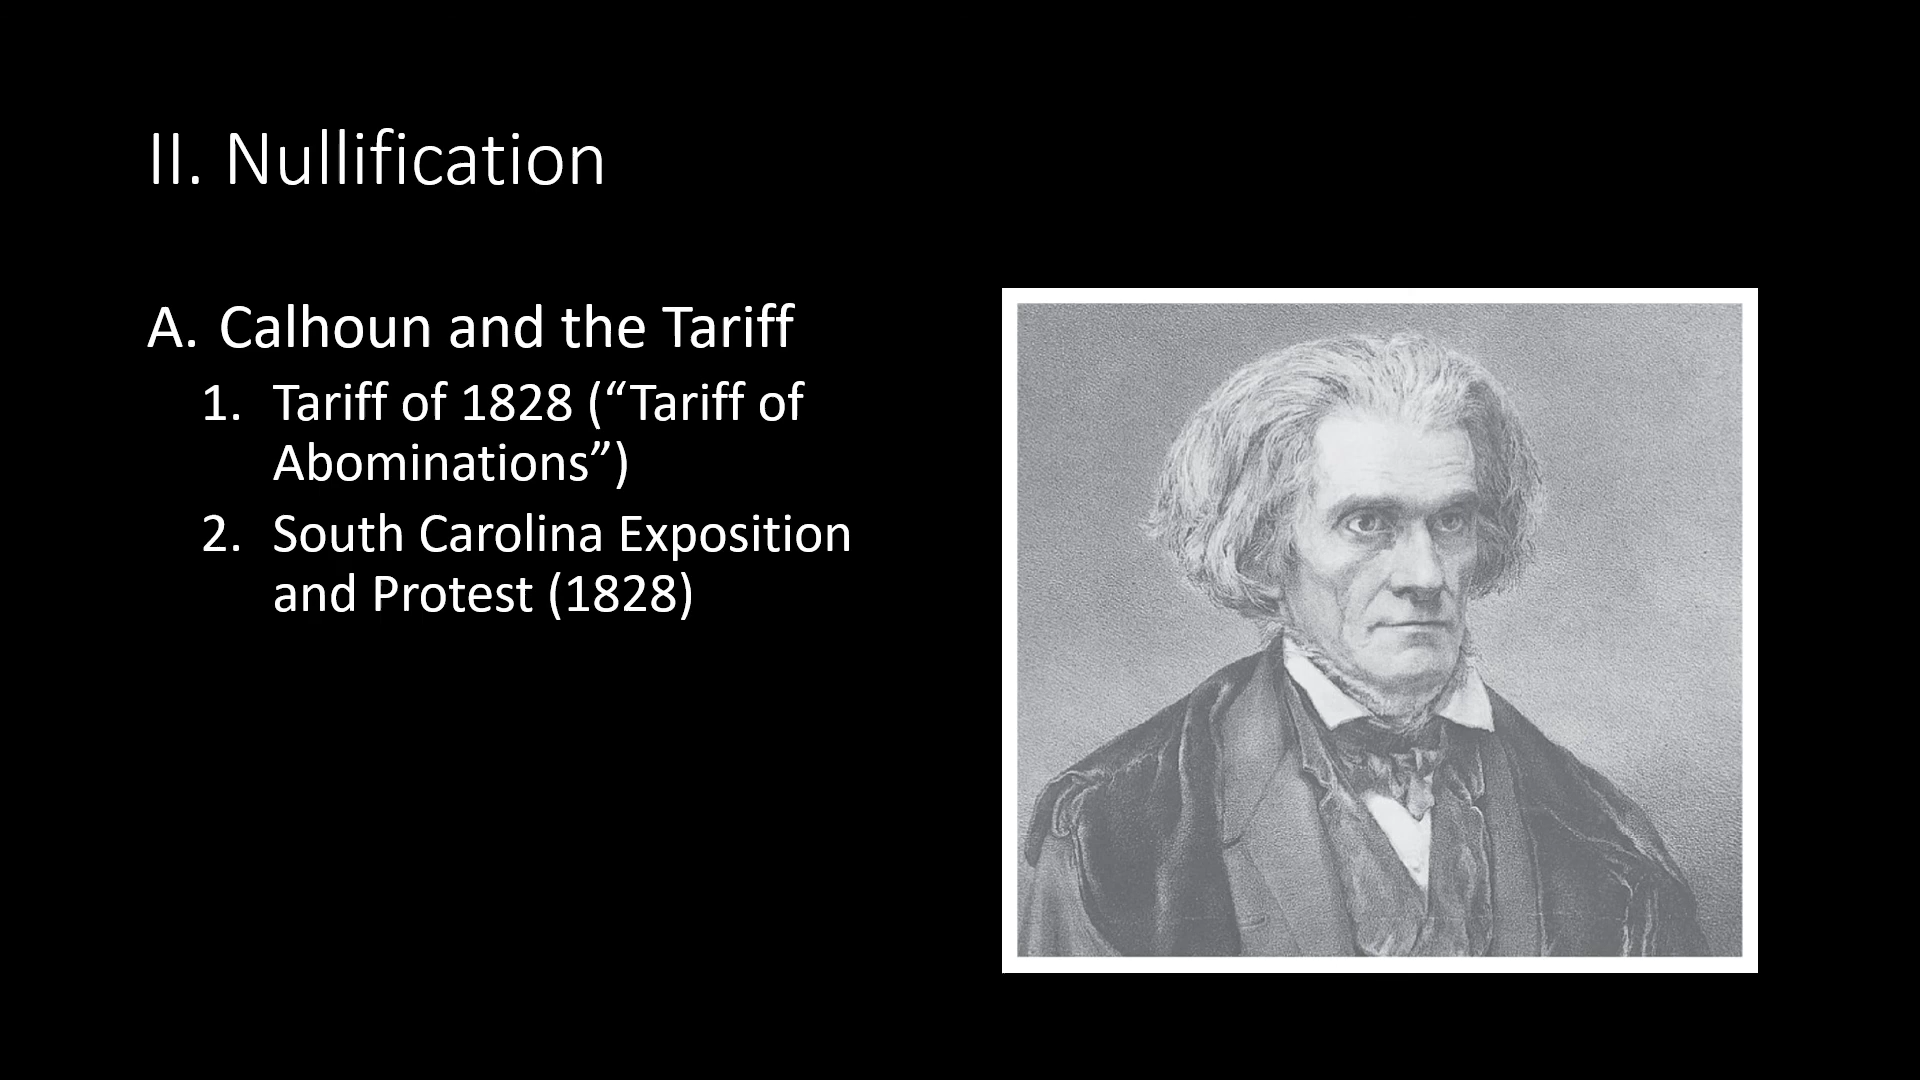 II. Nullification
A. Calhoun and the Tariff
1. Tariff of 1828 (“Tariff of
Abominations”)
2. South Carolina Exposition
and Protest (1828)